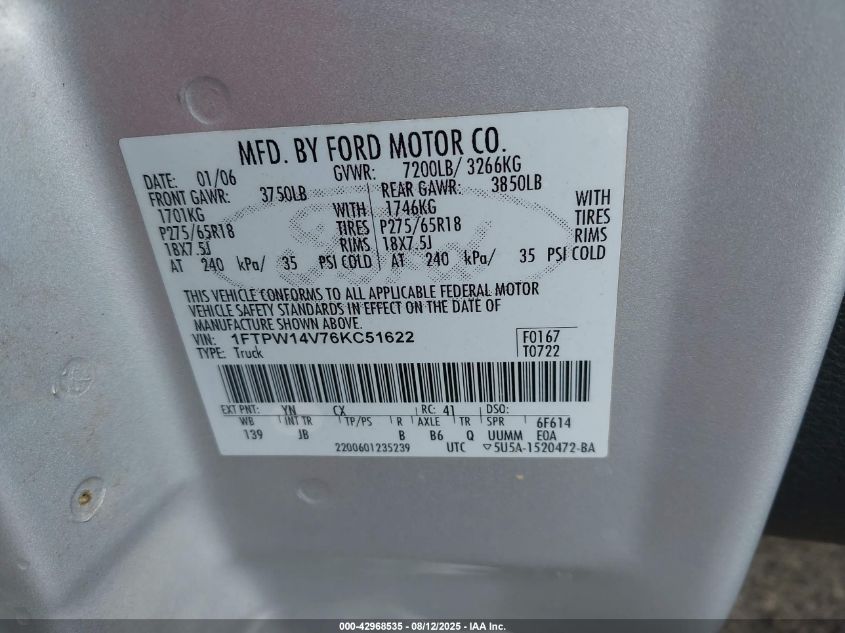 MFD. BY FORD MOTOR CO.
DATE: 01/06 GVWR: 7200LB/ 3266KG
FRONT GAWR: 3750LB REAR GAWR: 3850LB
1701KG WITH 1746KG WITH
P275/65R18 TIRES P275/65R18 TIRES
18X7.5J RIMS 18X7.5J RIMS
AT 240 kPa/ 35 PSI COLD AT 240 kPa/ 35 PSI COLD
THIS VEHICLE CONFORMS TO ALL APPLICABLE FEDERAL MOTOR
VEHICLE SAFETY STANDARDS IN EFFECT ON THE DATE OF
MANUFACTURE SHOWN ABOVE.
VIN: 1FTPW14V76KC51622 F0167
TYPE: Truck T0722
EXT PNT: YN CX RC: 41 DSO:
WB INT TR TP/PS R AXLE TR SPR 6F614
139 JB B B6 Q UUMM EOA
2200601235239 UTC ▽5U5A-1520472-BA
000-42968535 - 08/12/2025 - IAA Inc.